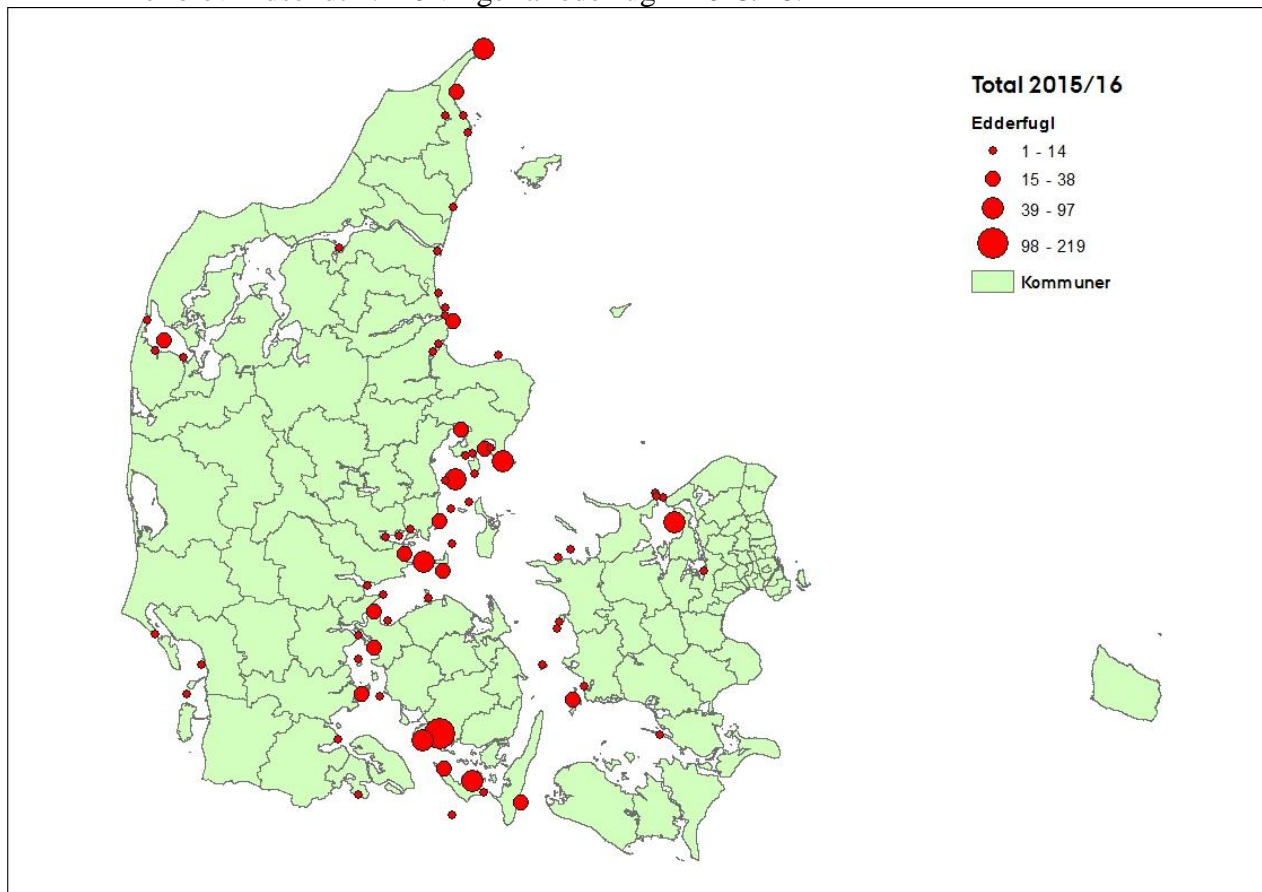 Total 2015/16
Edderfugl
1 - 14
15 - 38
39 - 97
98 - 219
Kommuner